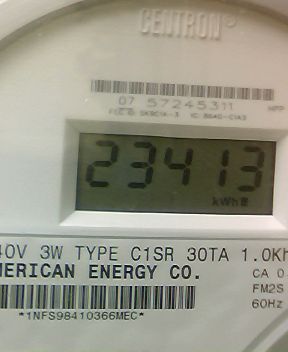 CENTRON
07 57245311
23413
kWh
40V 3W TYPE C1SR 30TA 1.0Kh
MERICAN ENERGY CO.
CA 0
FM2S
60Hz
*1NFS98410366MEC*